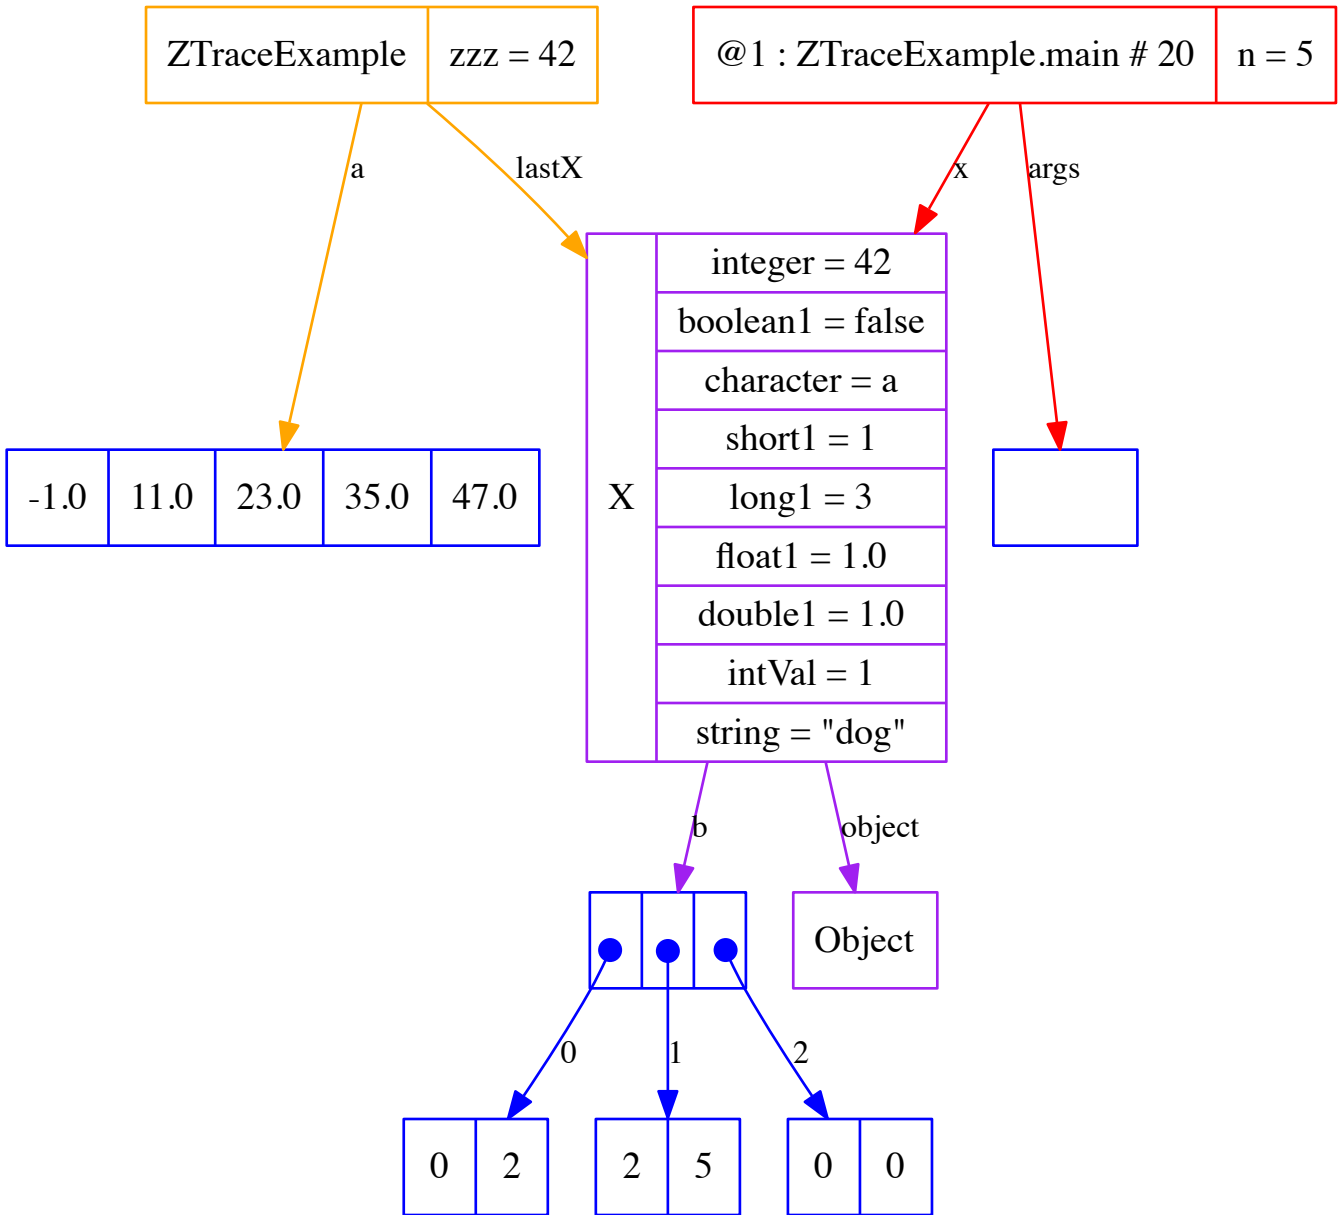 ZTraceExample
zzz = 42
@1 : ZTraceExample.main # 20
n = 5
a
lastX
x
args
integer = 42
boolean1 = false
character = a
short1 = 1
X
long1 = 3
float1 = 1.0
double1 = 1.0
intVal = 1
string = "dog"
-1.0
11.0
23.0
35.0
47.0
b
object
Object
0
1
2
0
2
2
5
0
0